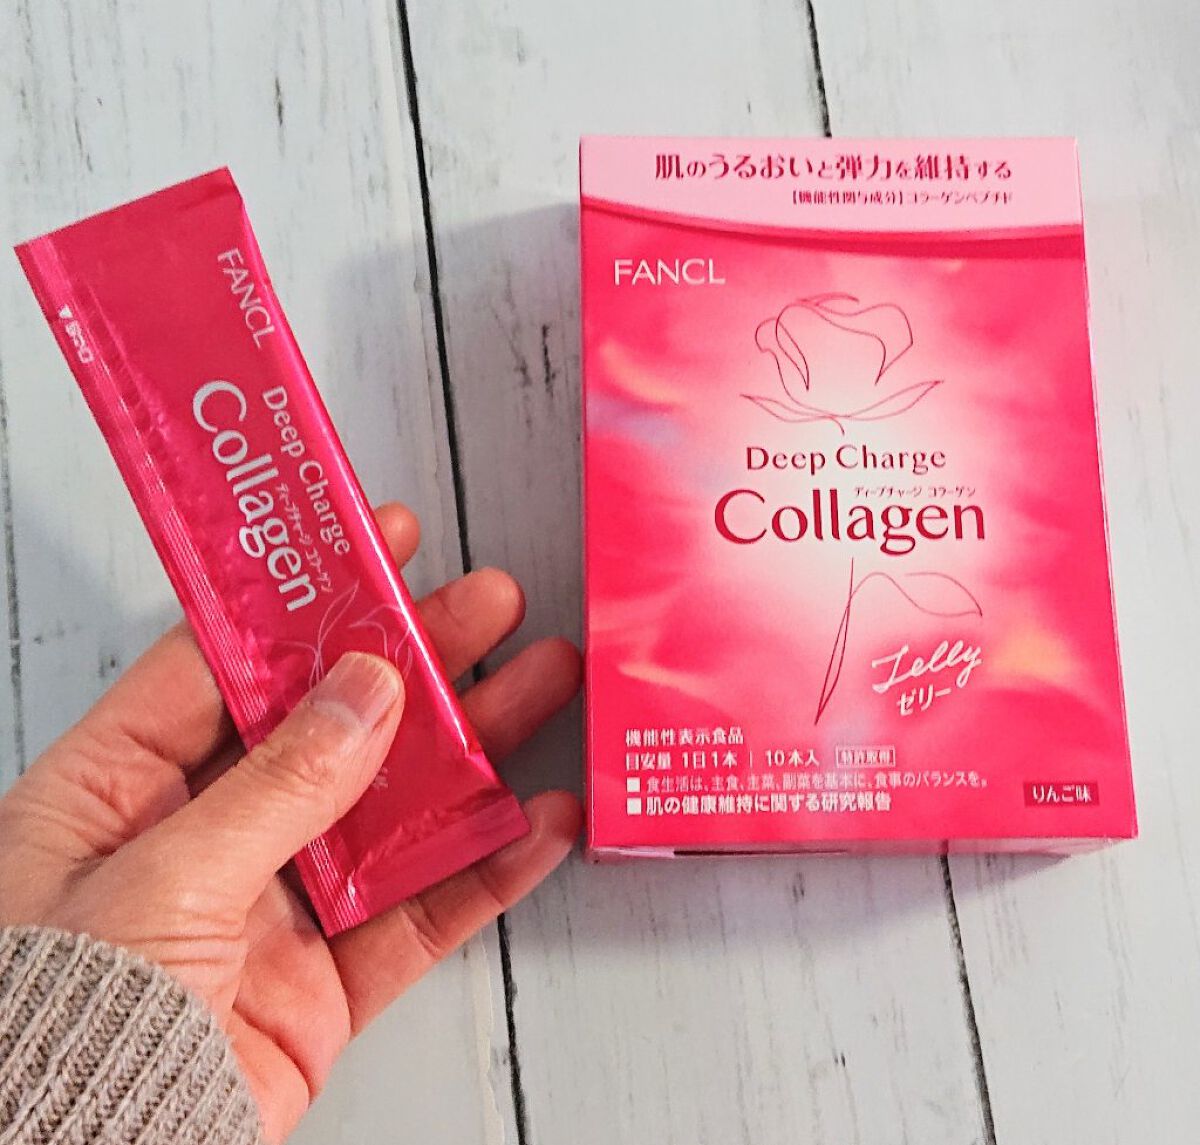 FANCL
Deep Charge
ディープチャージ コラーゲン
Collagen
肌のうるおいと弾力を維持する
【機能性関与成分】コラーゲンペプチド
FANCL
Deep Charge
ディープチャージ コラーゲン
Collagen
Jelly
ゼリー
機能性表示食品
目安量 1日1本 | 10本入 特許取得
■ 食生活は、主食、主菜、副菜を基本に、食事のバランスを。
■ 肌の健康維持に関する研究報告
りんご味